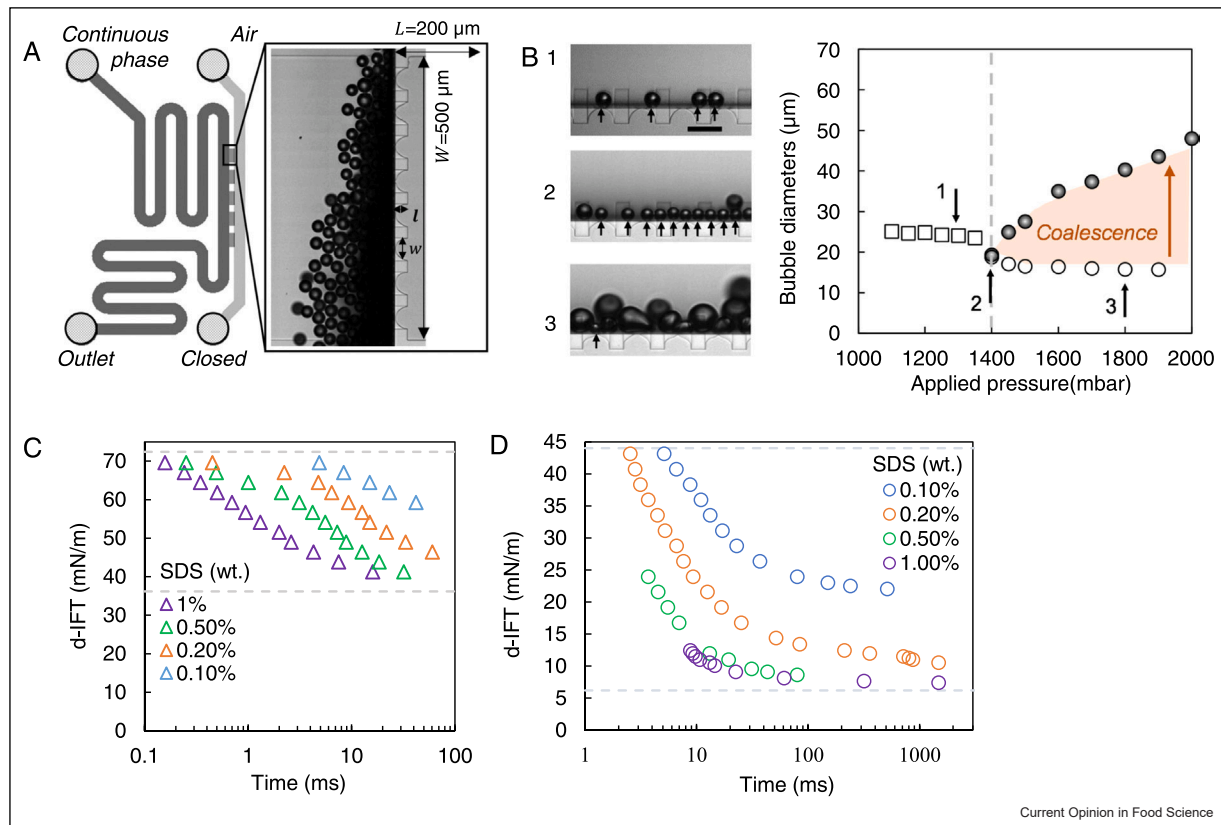 A
Continuous
phase
Air
Outlet
Closed
L=200 µm
W=500 µm
l
w
B
1
2
3
Bubble diameters (µm)
70
60
50
40
30
20
10
0
1
2
3
Coalescence
1000
1200
1400
1600
1800
2000
Applied pressure(mbar)
C
d-IFT (mN/m)
70
60
50
40
30
20
10
0
SDS (wt.)
1%
0.50%
0.20%
0.10%
0.1
1
10
100
Time (ms)
D
d-IFT (mN/m)
45
40
35
30
25
20
15
10
5
0
SDS (wt.)
0.10%
0.20%
0.50%
1.00%
1
10
100
1000
Time (ms)
Current Opinion in Food Science